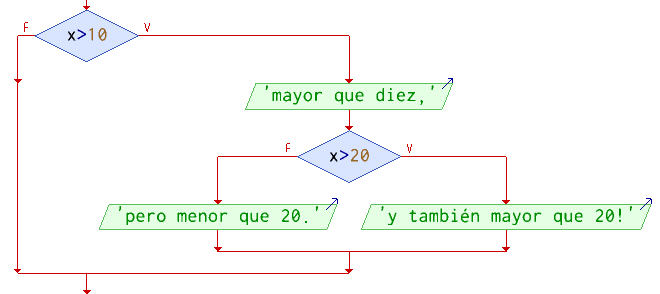 F
V
x>10
'mayor que diez,'
F
V
x>20
'pero menor que 20.'
'y también mayor que 20!'